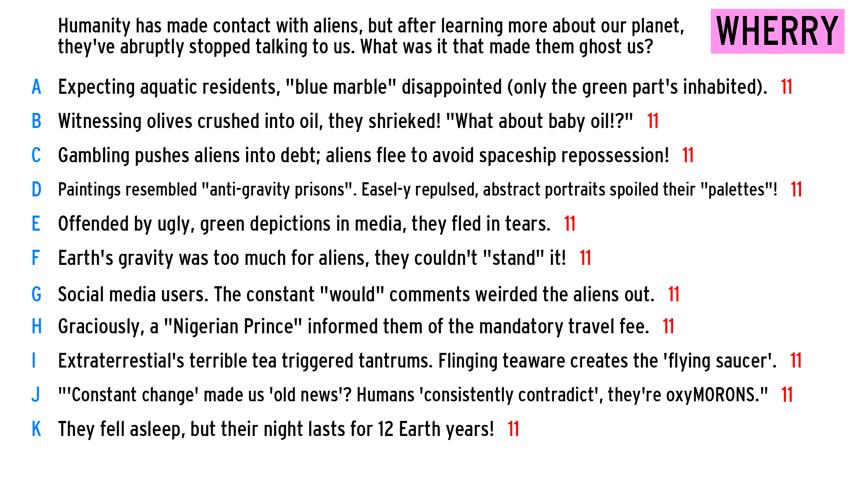 Humanity has made contact with aliens, but after learning more about our planet,
they've abruptly stopped talking to us. What was it that made them ghost us?
WHERRY
A Expecting aquatic residents, "blue marble" disappointed (only the green part's inhabited). 11
B Witnessing olives crushed into oil, they shrieked! "What about baby oil!?" 11
C Gambling pushes aliens into debt; aliens flee to avoid spaceship repossession! 11
D Paintings resembled "anti-gravity prisons". Easel-y repulsed, abstract portraits spoiled their "palettes"! 11
E Offended by ugly, green depictions in media, they fled in tears. 11
F Earth's gravity was too much for aliens, they couldn't "stand" it! 11
G Social media users. The constant "would" comments weirded the aliens out. 11
H Graciously, a "Nigerian Prince" informed them of the mandatory travel fee. 11
I Extraterrestial's terrible tea triggered tantrums. Flinging teaware creates the 'flying saucer'. 11
J "'Constant change' made us 'old news'? Humans 'consistently contradict', they're oxyMORONS." 11
K They fell asleep, but their night lasts for 12 Earth years! 11